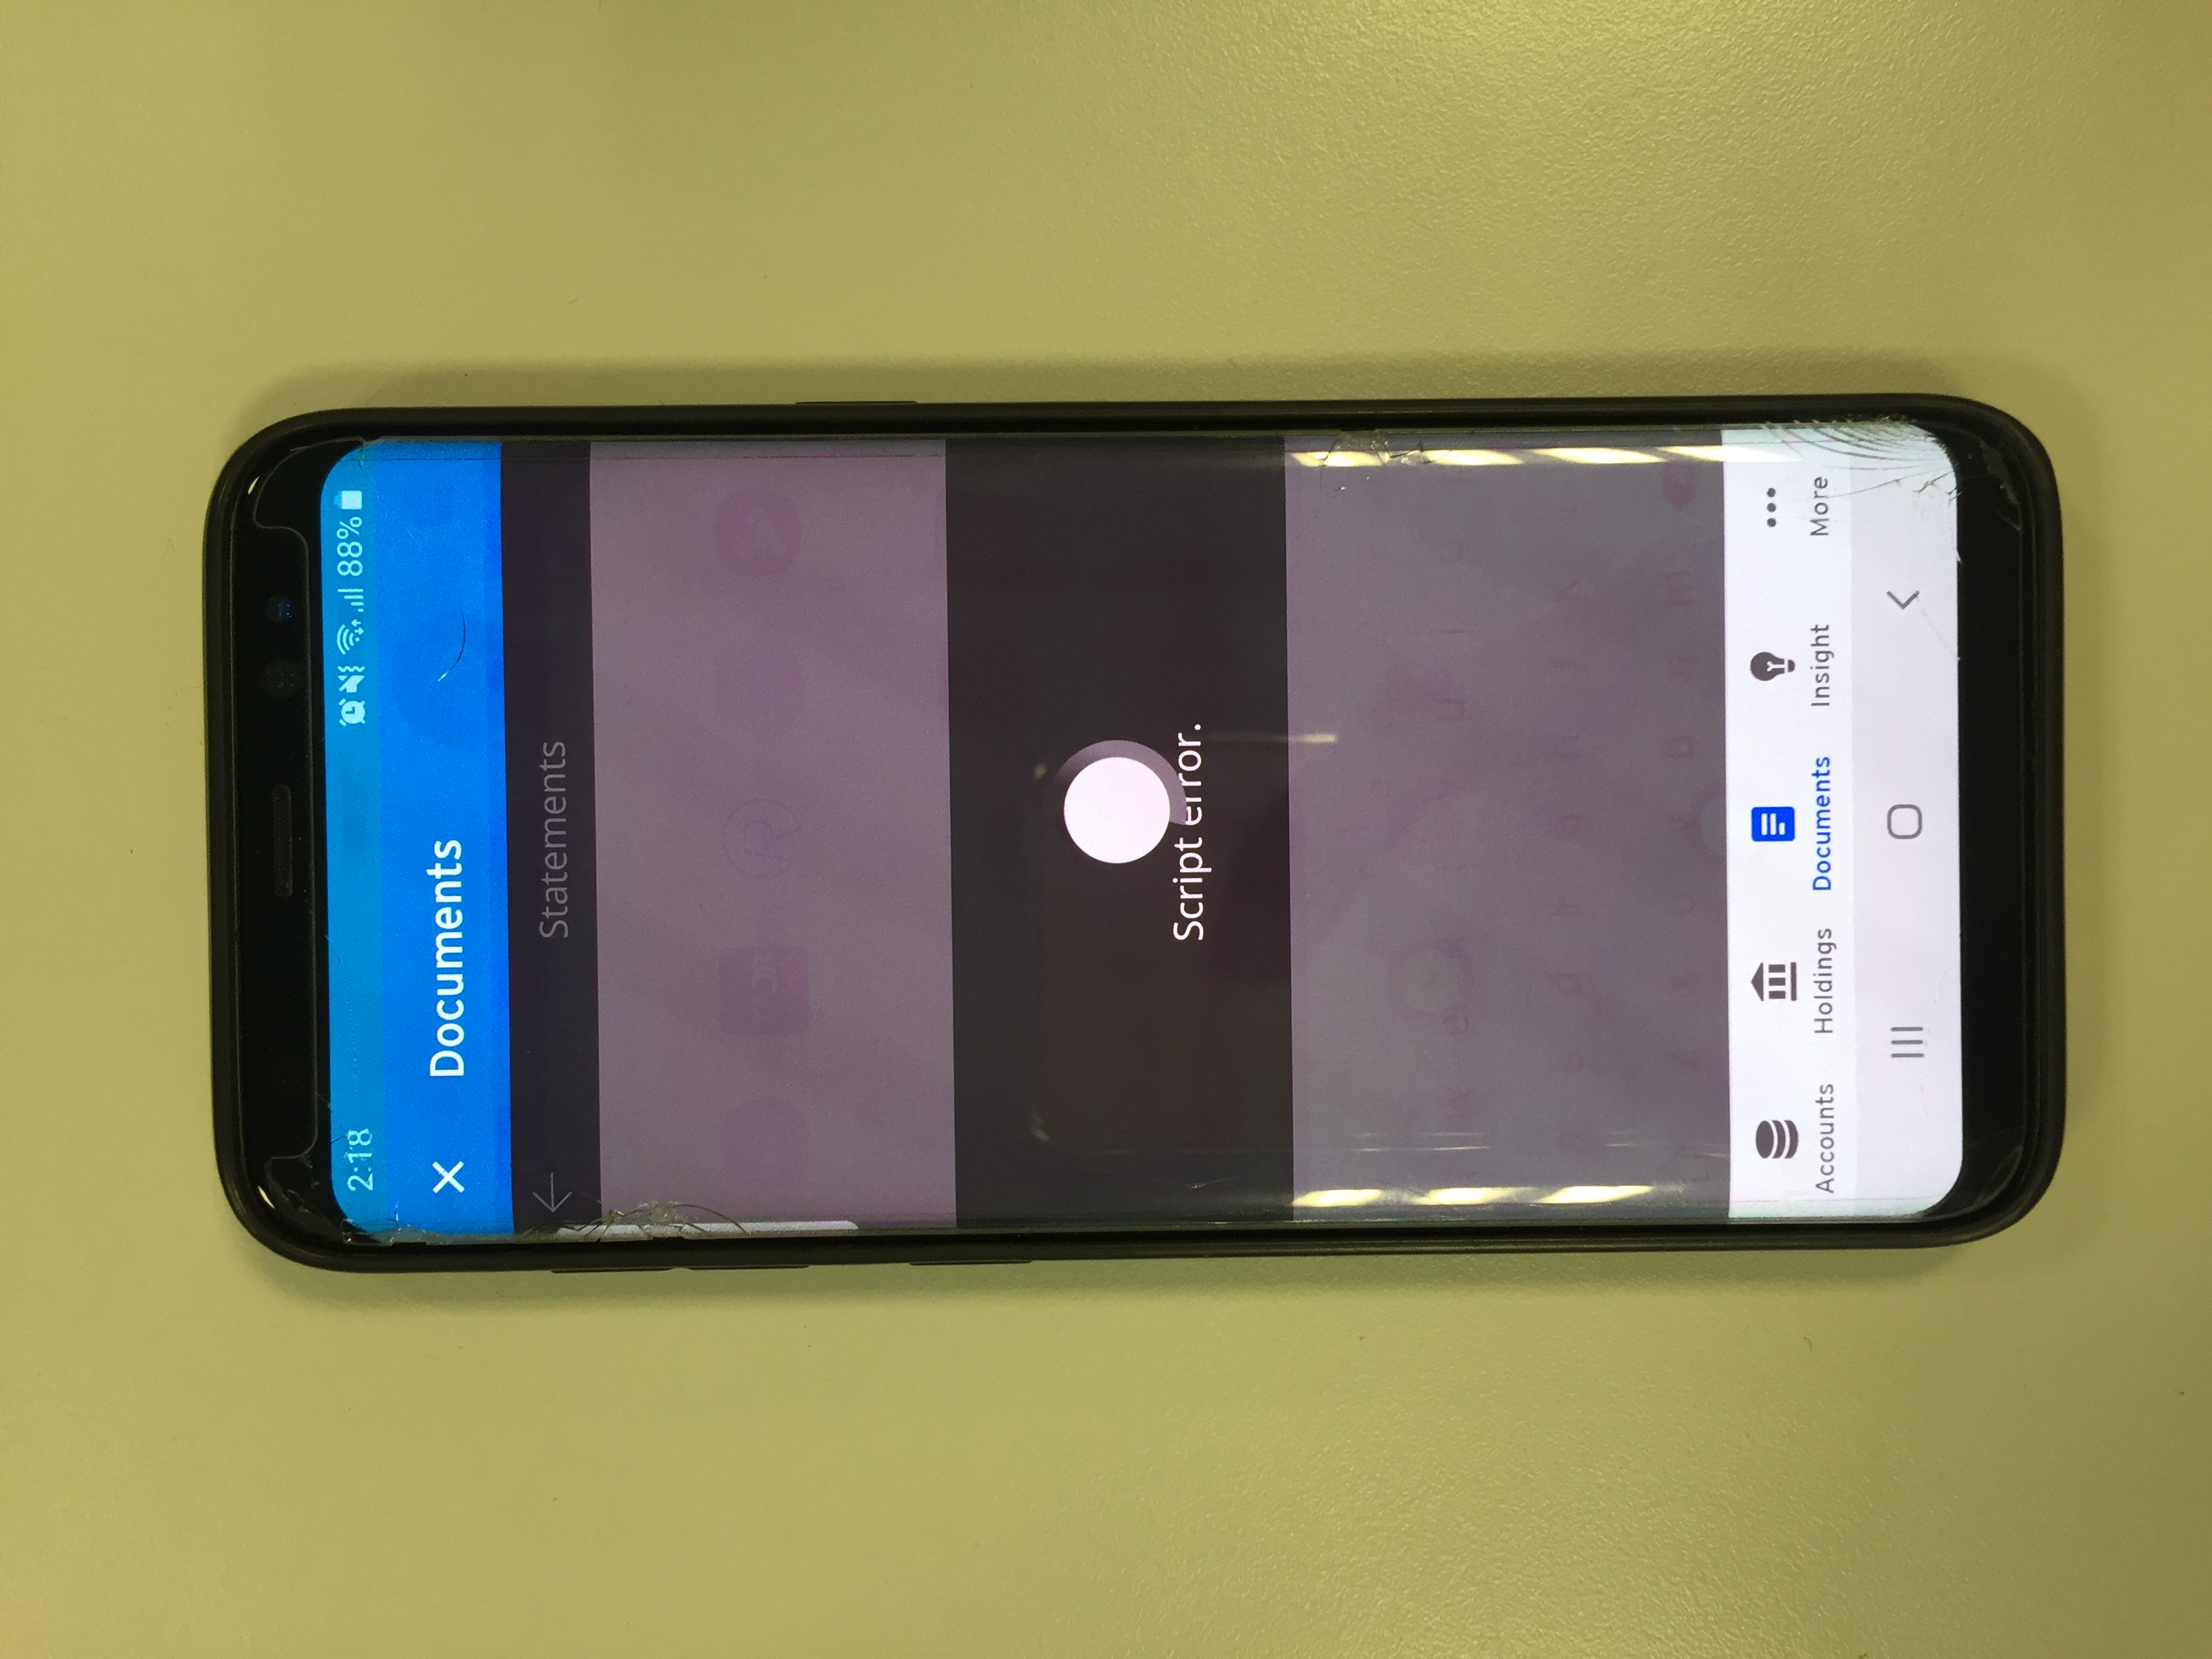 2:18 88%
Documents
Statements
Script error.
Accounts Holdings Documents Insight More